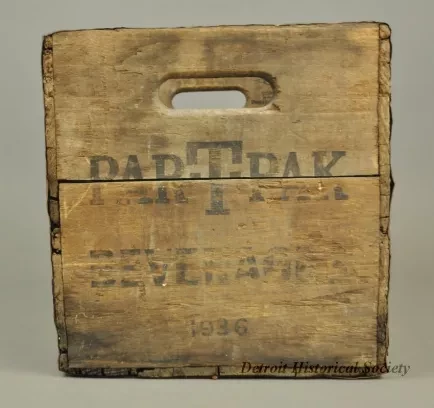 PAR-T-PAK
BEVERAGES
1936
Detroit Historical Society